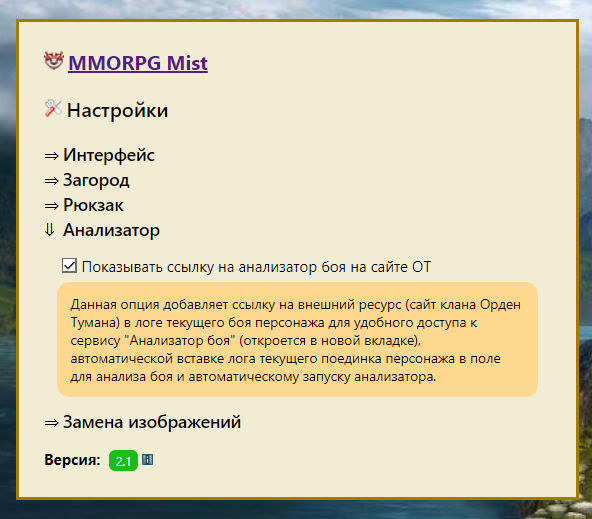 MMORPG Mist
Настройки
⇒ Интерфейс
⇒ Загород
⇒ Рюкзак
⇓ Анализатор
Показывать ссылку на анализатор боя на сайте ОТ
Данная опция добавляет ссылку на внешний ресурс (сайт клана Орден
Тумана) в логе текущего боя персонажа для удобного доступа к
сервису "Анализатор боя" (откроется в новой вкладке),
автоматической вставке лога текущего поединка персонажа в поле
для анализа боя и автоматическому запуску анализатора.
⇒ Замена изображений
Версия: 2.1